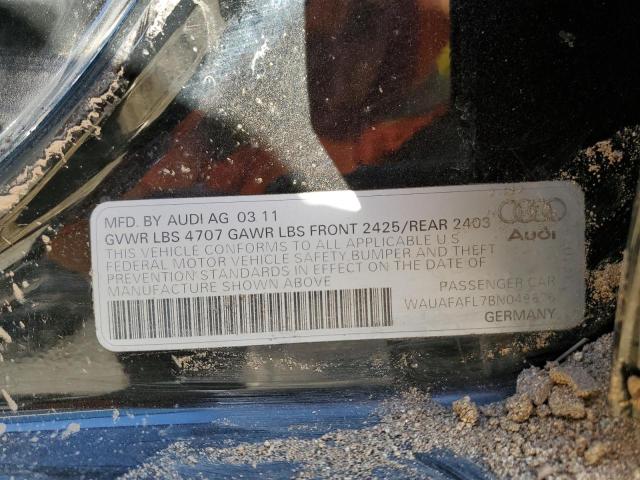 MFD. BY AUDI AG 03 11
GVWR LBS 4707 GAWR LBS FRONT 2425/REAR 2403
THIS VEHICLE CONFORMS TO ALL APPLICABLE U S
FEDERAL MOTOR VEHICLE SAFETY, BUMPER AND THEFT
PREVENTION STANDARDS IN EFFECT ON THE DATE OF
MANUFACTURE SHOWN ABOVE
Audi
PASSENGER CAR
GERMANY